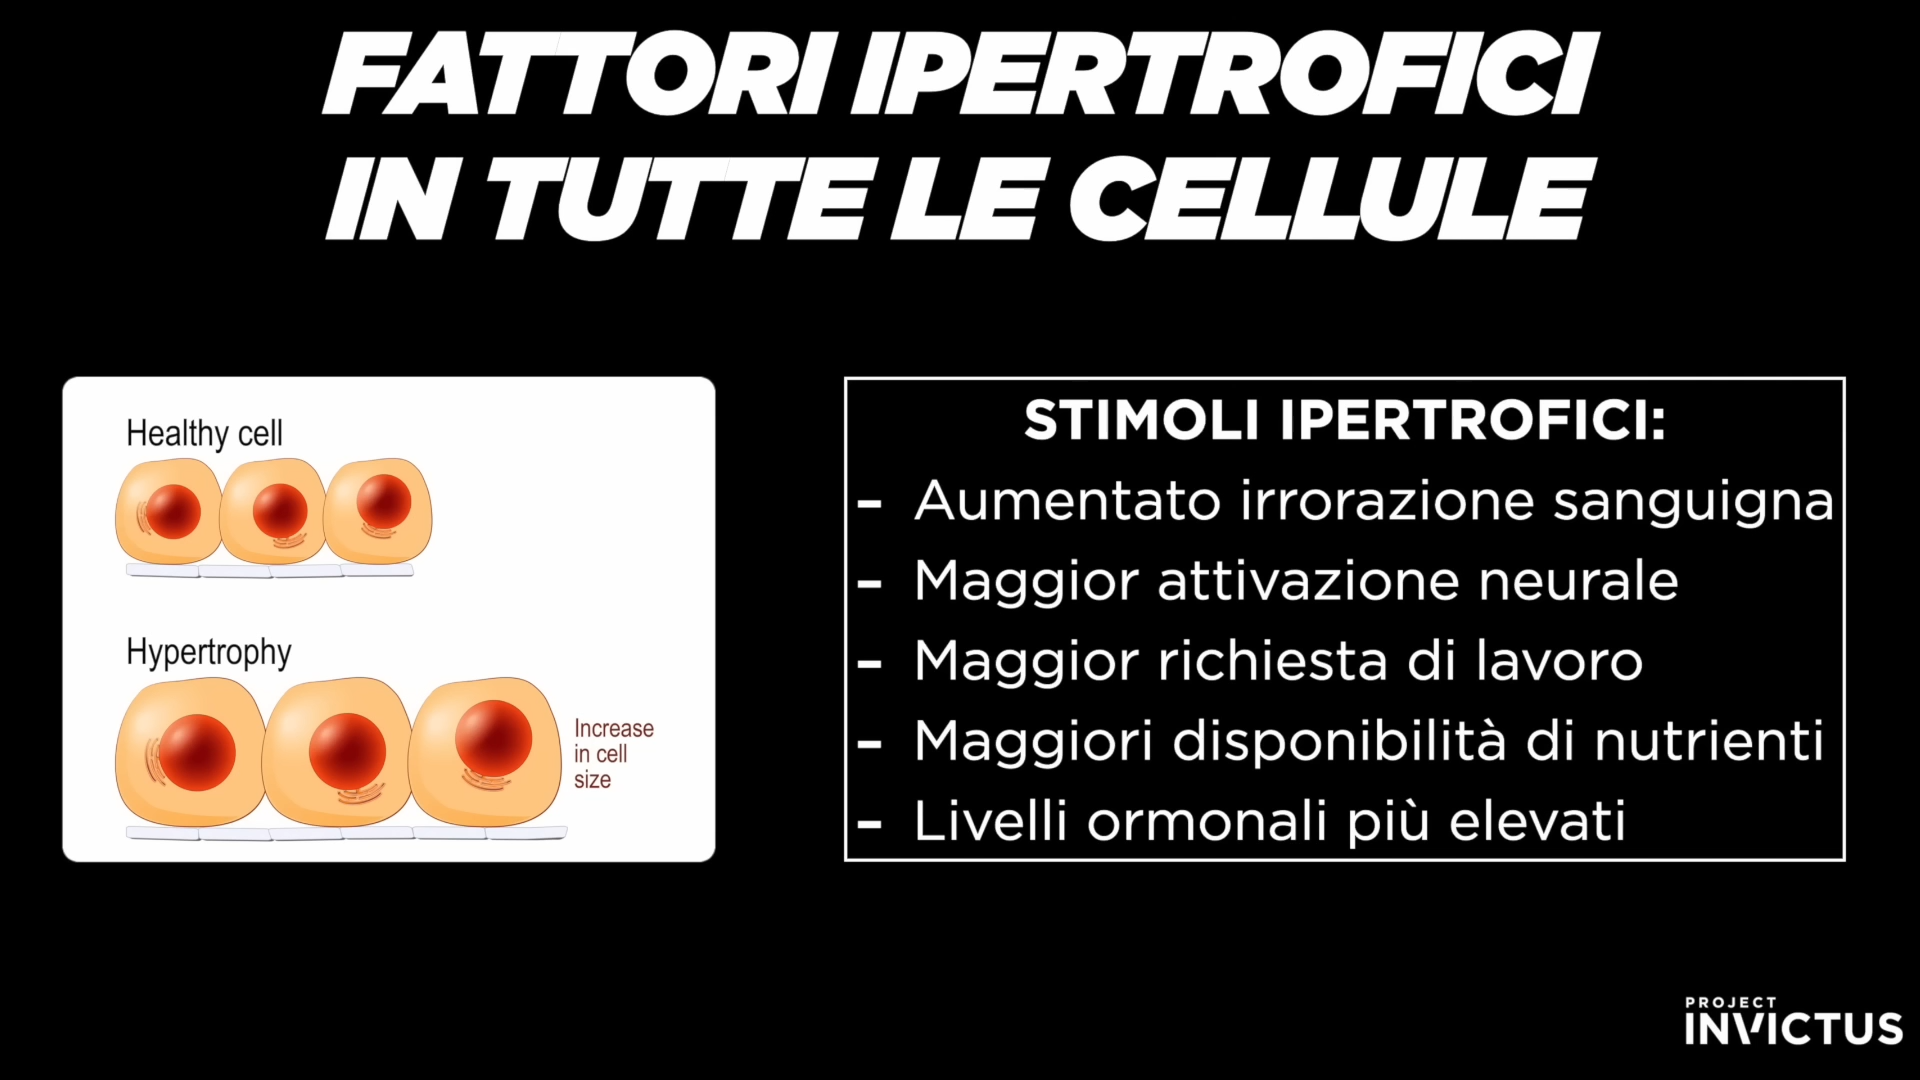 FATTORI IPERTROFICI
IN TUTTE LE CELLULE
Healthy cell
Hypertrophy
Increase
in cell
size
STIMOLI IPERTROFICI:
- Aumentato irrorazione sanguigna
- Maggior attivazione neurale
- Maggior richiesta di lavoro
- Maggiori disponibilità di nutrienti
- Livelli ormonali più elevati
PROJECT
INVICTUS